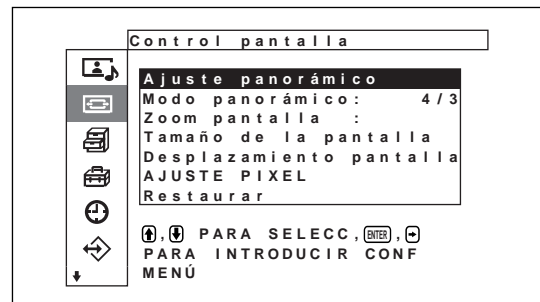 Control pantalla
Ajuste panorámico
Modo panorámico: 4/3
Zoom pantalla :
Tamaño de la pantalla
Desplazamiento pantalla
AJUSTE PIXEL
Restaurar
, PARA SELECC, ENTER,
PARA INTRODUCIR CONF
MENÚ